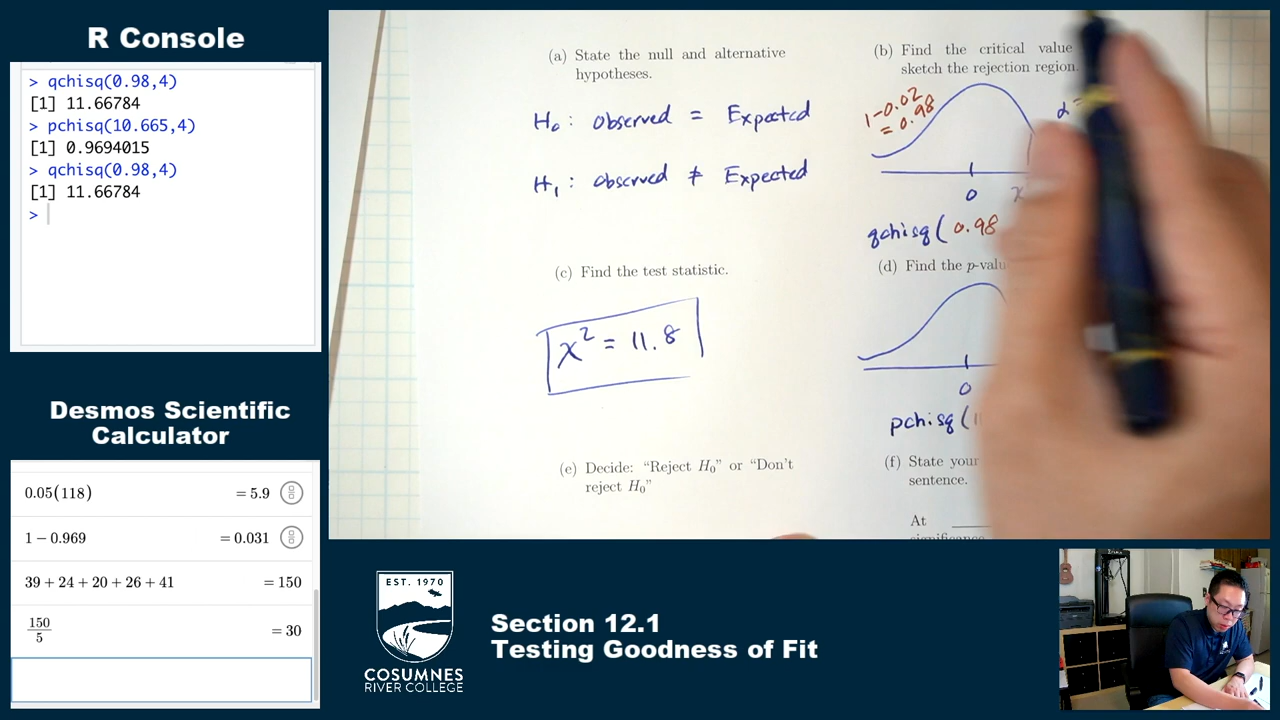 R Console
> qchisq(0.98,4)
[1] 11.66784
> pchisq(10.665,4)
[1] 0.9694015
> qchisq(0.98,4)
[1] 11.66784
>
Desmos Scientific
Calculator
0.05(118) = 5.9
1 − 0.969 = 0.031
39 + 24 + 20 + 26 + 41 = 150
150/5 = 30
(a) State the null and alternative
hypotheses.
H₀ : Observed = Expected
H₁ : Observed ≠ Expected
(b) Find the critical value
sketch the rejection region.
1-0.02
= 0.98
α =
0
qchisq( 0.98
(c) Find the test statistic.
χ² = 11.8
(d) Find the
0
pchisq (
(e) Decide: “Reject H₀” or “Don’t
reject H₀”
(f) State your
sentence.
At
EST. 1970
COSUMNES
RIVER COLLEGE
Section 12.1
Testing Goodness of Fit